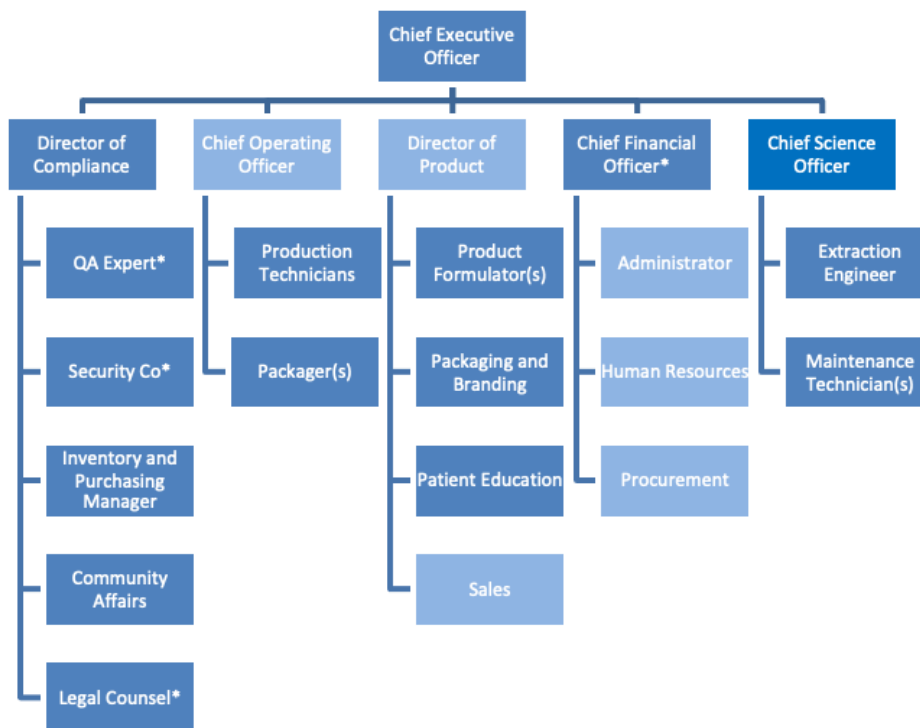 Chief Executive
Officer
Director of
Compliance
Chief Operating
Officer
Director of
Product
Chief Financial
Officer*
Chief Science
Officer
QA Expert*
Security Co*
Inventory and
Purchasing
Manager
Community
Affairs
Legal Counsel*
Production
Technicians
Packager(s)
Product
Formulator(s)
Packaging and
Branding
Patient Education
Sales
Administrator
Human Resources
Procurement
Extraction
Engineer
Maintenance
Technician(s)